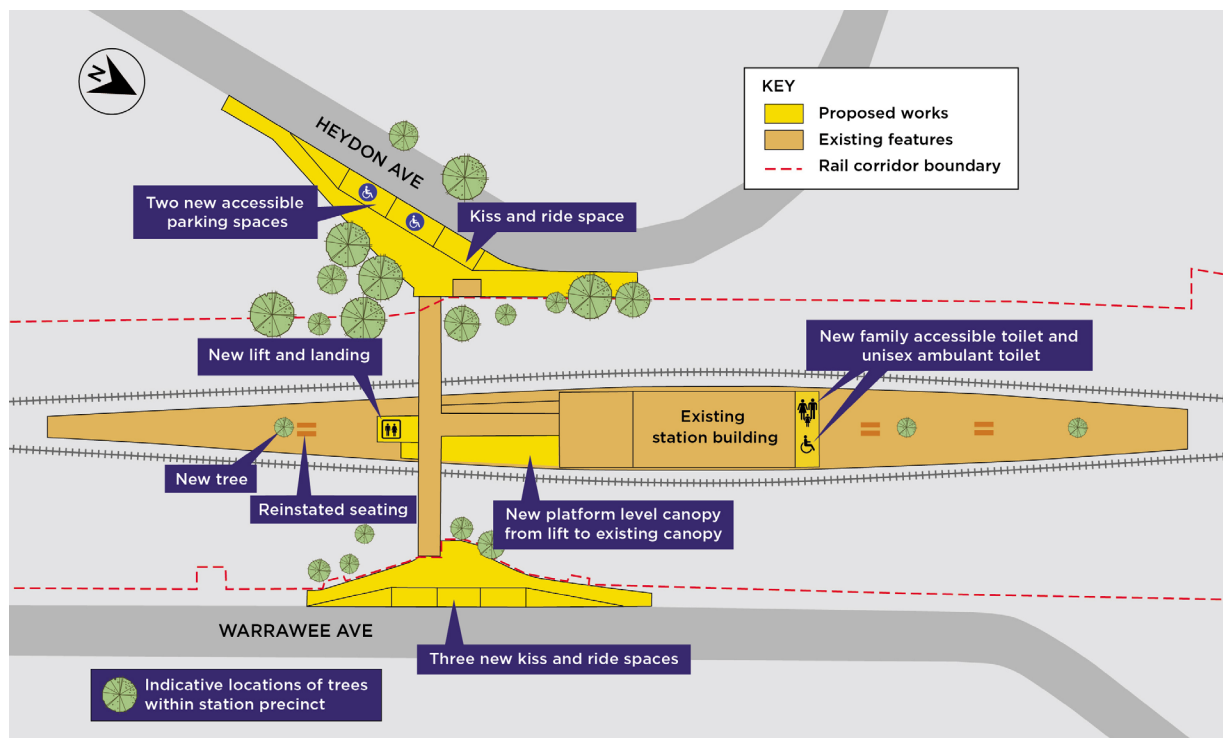 N
KEY
Proposed works
Existing features
Rail corridor boundary
HEYDON AVE
Two new accessible
parking spaces
Kiss and ride space
New lift and landing
New family accessible toilet and
unisex ambulant toilet
Existing
station building
New tree
Reinstated seating
New platform level canopy
from lift to existing canopy
WARRAWEE AVE
Three new kiss and ride spaces
Indicative locations of trees
within station precinct